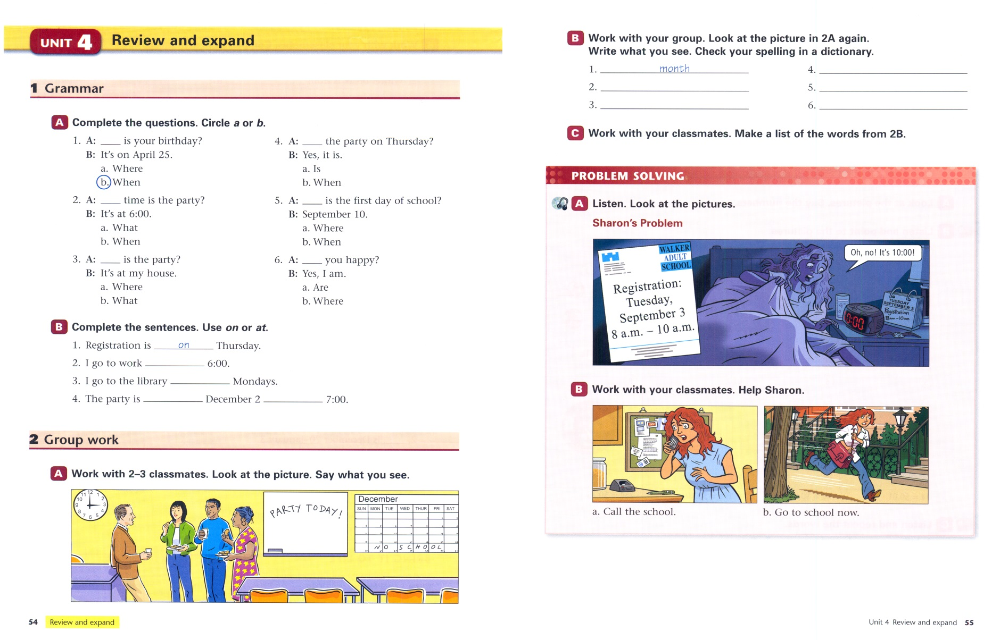 UNIT 4 Review and expand
1 Grammar
A Complete the questions. Circle a or b.
1. A: ____ is your birthday?
B: It's on April 25.
a. Where
b. When
2. A: ____ time is the party?
B: It's at 6:00.
a. What
b. When
3. A: ____ is the party?
B: It's at my house.
a. Where
b. What
4. A: ____ the party on Thursday?
B: Yes, it is.
a. Is
b. When
5. A: ____ is the first day of school?
B: September 10.
a. Where
b. When
6. A: ____ you happy?
B: Yes, I am.
a. Are
b. Where
B Complete the sentences. Use on or at.
1. Registration is on Thursday.
2. I go to work ____ 6:00.
3. I go to the library ____ Mondays.
4. The party is ____ December 2 ____ 7:00.
2 Group work
A Work with 2–3 classmates. Look at the picture. Say what you see.
11 12 1
10 2
9 3
8 4
7 6 5
PARTY TODAY!
December
SUN MON TUE WED THUR FRI SAT
NO SCHOOL
54 Review and expand
B Work with your group. Look at the picture in 2A again.
Write what you see. Check your spelling in a dictionary.
1. month
2.
3.
4.
5.
6.
C Work with your classmates. Make a list of the words from 2B.
PROBLEM SOLVING
A Listen. Look at the pictures.
Sharon's Problem
WALKER
ADULT
SCHOOL
Registration:
Tuesday,
September 3
8 a.m. – 10 a.m.
Oh, no! It's 10:00!
TUESDAY
SEPTEMBER 3
Registration
8am-10am
B Work with your classmates. Help Sharon.
a. Call the school.
b. Go to school now.
Unit 4 Review and expand 55